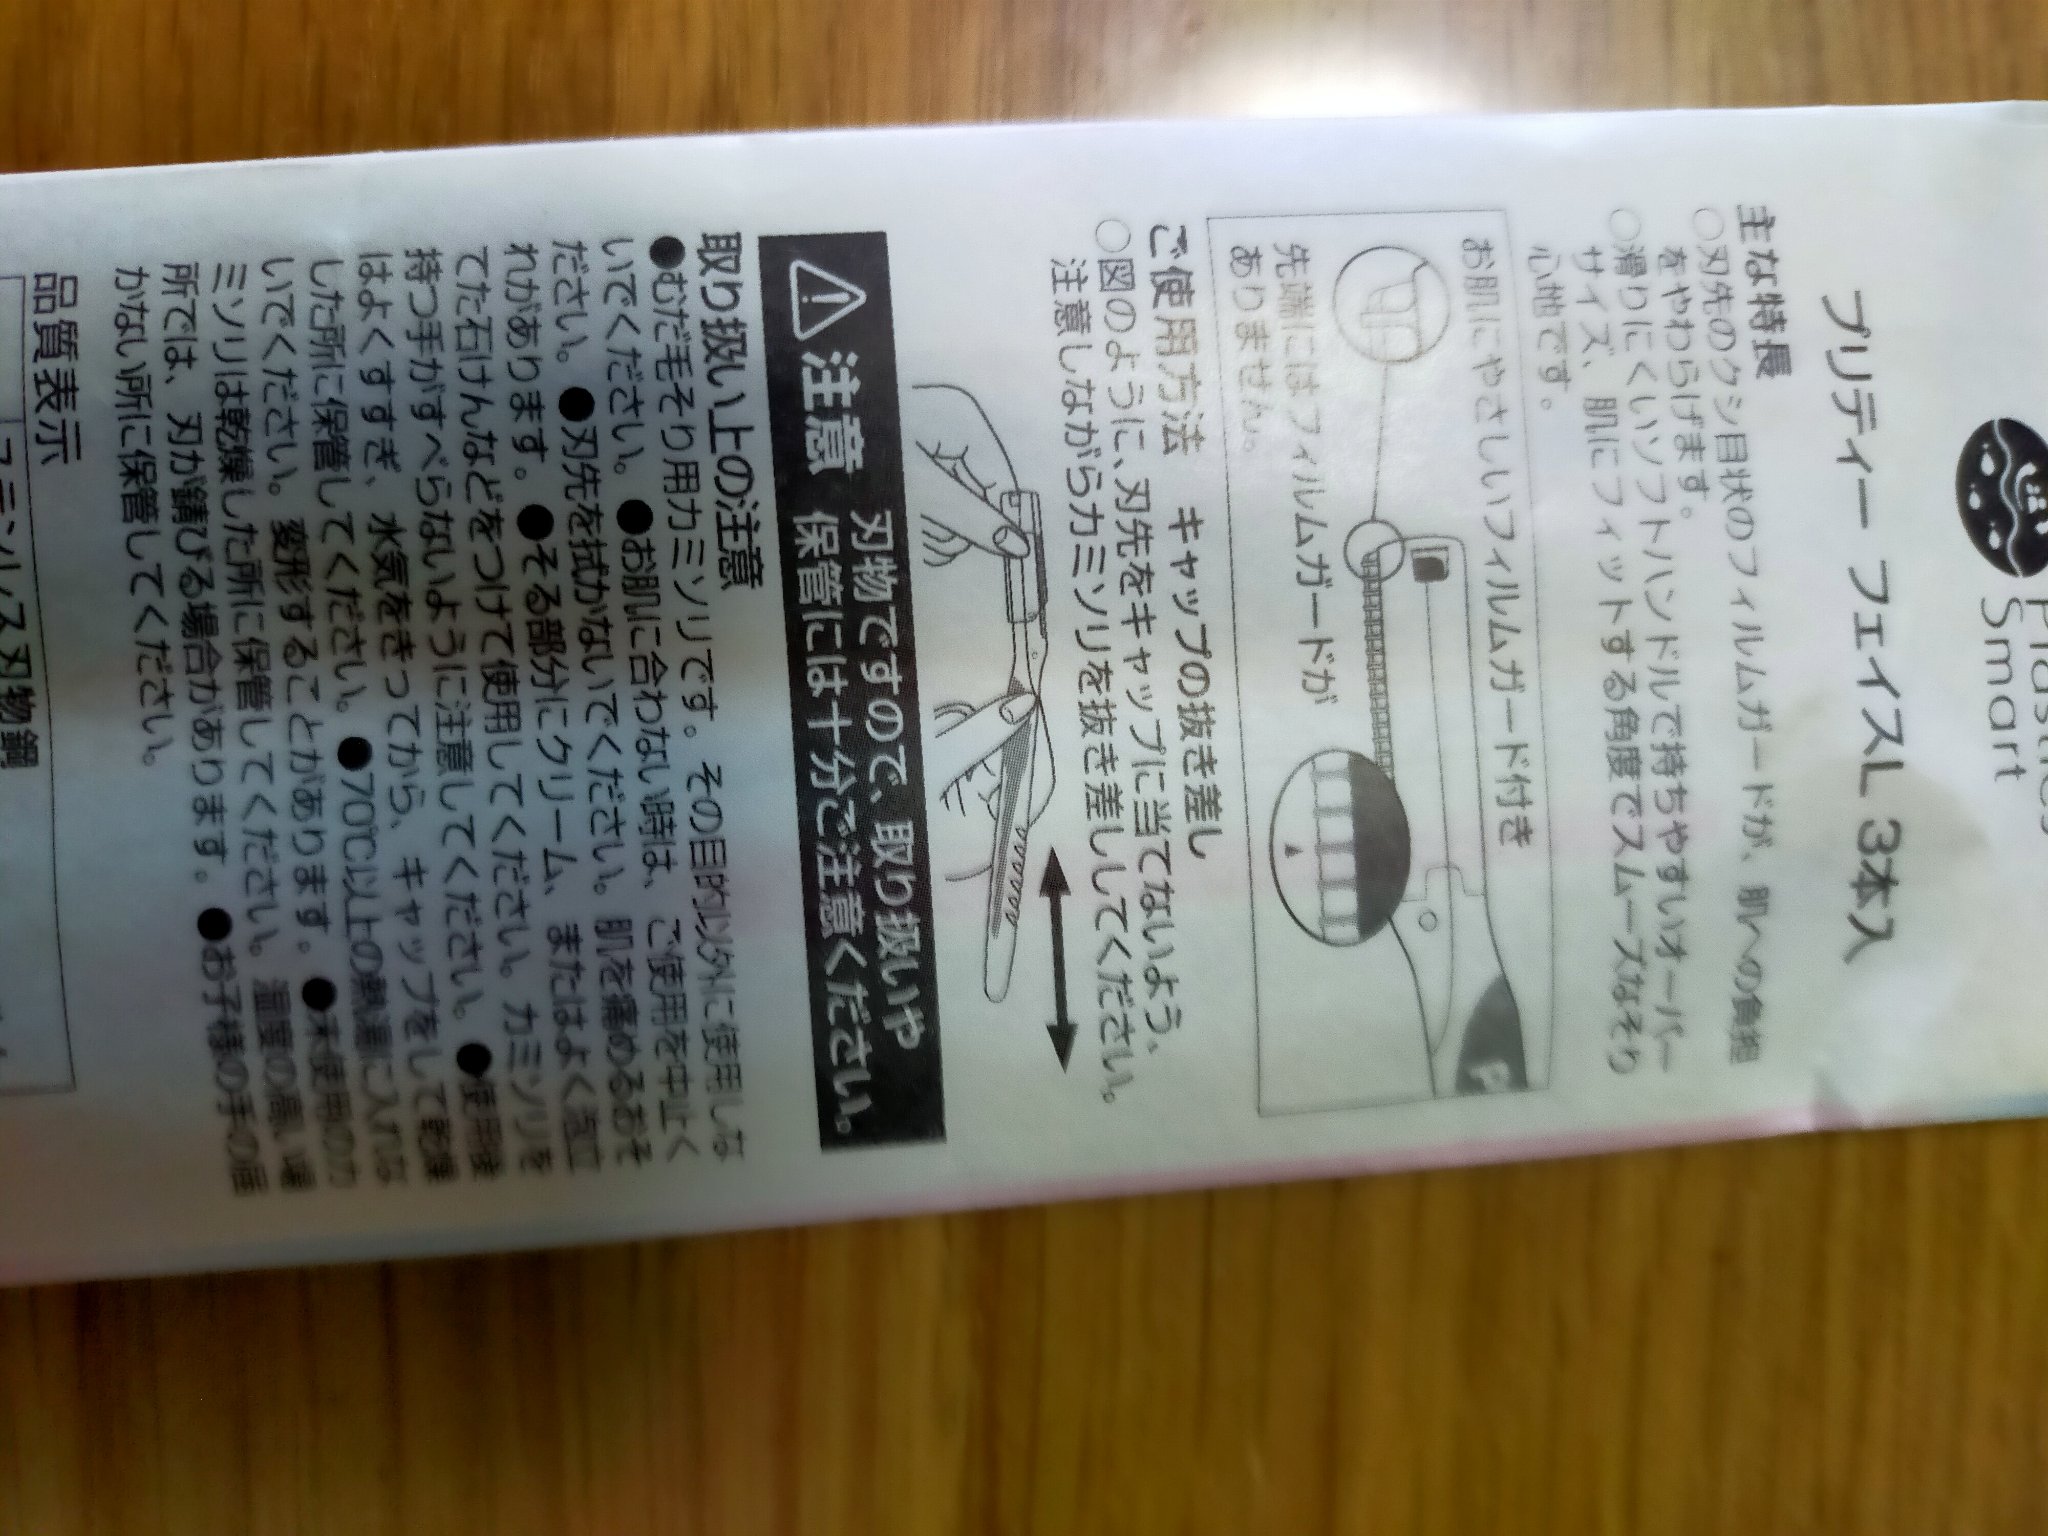 Plastics
Smart
プリティー フェイスL 3本入
主な特長
○刃先のクシ目状のフィルムガードが、肌への負担
をやわらげます。
○滑りにくいソフトハンドルで持ちやすいオーバー
サイズ、肌にフィットする角度でスムーズなそり
心地です。
お肌にやさしいフィルムガード付き
先端にはフィルムガードが
ありません。
ご使用方法 キャップの抜き差し
○図のように、刃先をキャップに当てないよう、
注意しながらカミソリを抜き差ししてください。
注意 刃物ですので、取り扱いや
保管には十分ご注意ください。
取り扱い上の注意
●むだ毛そり用カミソリです。その目的以外に使用しな
いでください。●お肌に合わない時は、ご使用を中止く
ださい。●刃先を拭かないでください。肌を痛めるおそ
れがあります。●そる部分にクリーム、またはよく泡立
てた石けんなどをつけて使用してください。カミソリを
持つ手がすべらないように注意してください。●使用後
はよくすすぎ、水気をきってから、キャップをして乾燥
した所に保管してください。●70℃以上の熱湯に入れな
いでください。変形することがあります。●未使用のカ
ミソリは乾燥した所に保管してください。湿度の高い場
所では、刃が錆びる場合があります。●お子様の手の届
かない所に保管してください。
品質表示
ステンレス刃物鋼